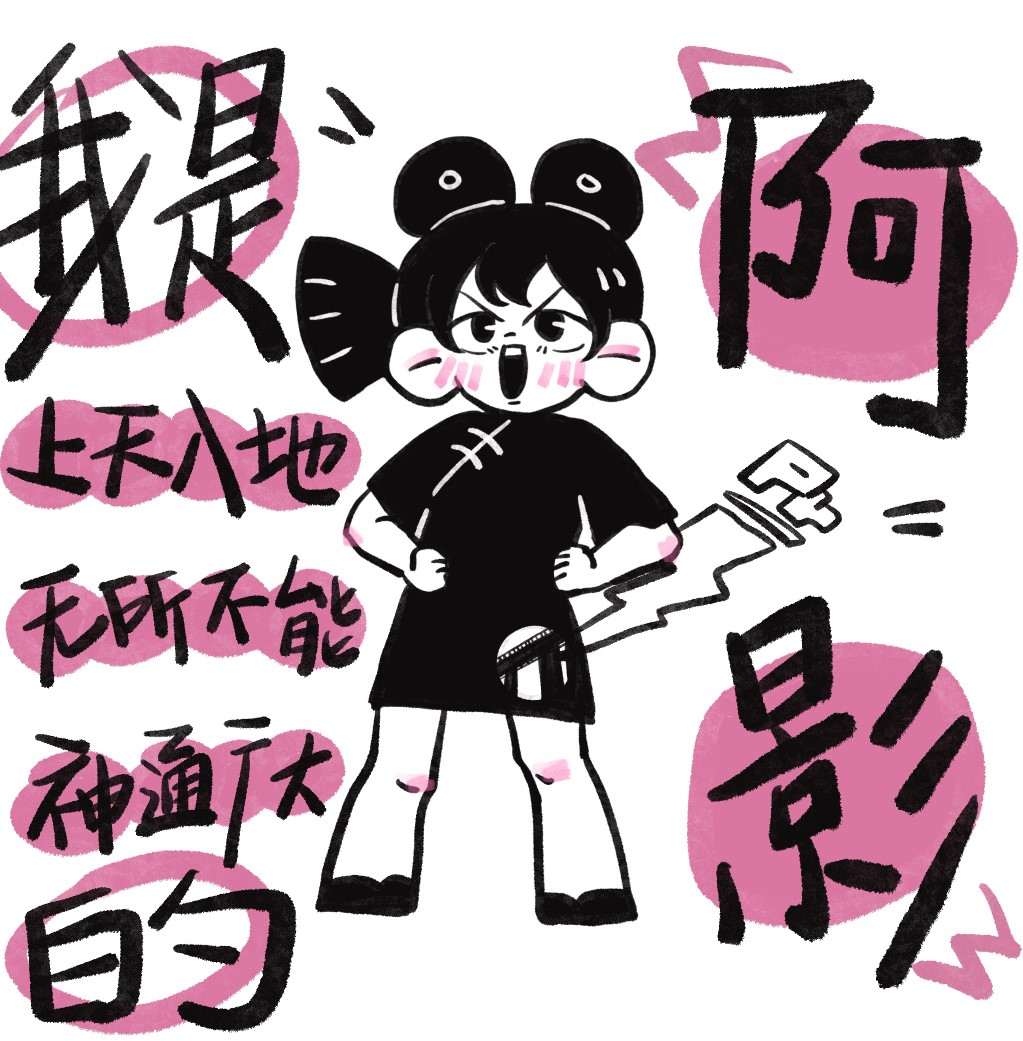 我是
上天入地
无所不能
神通广大
的
阿
影